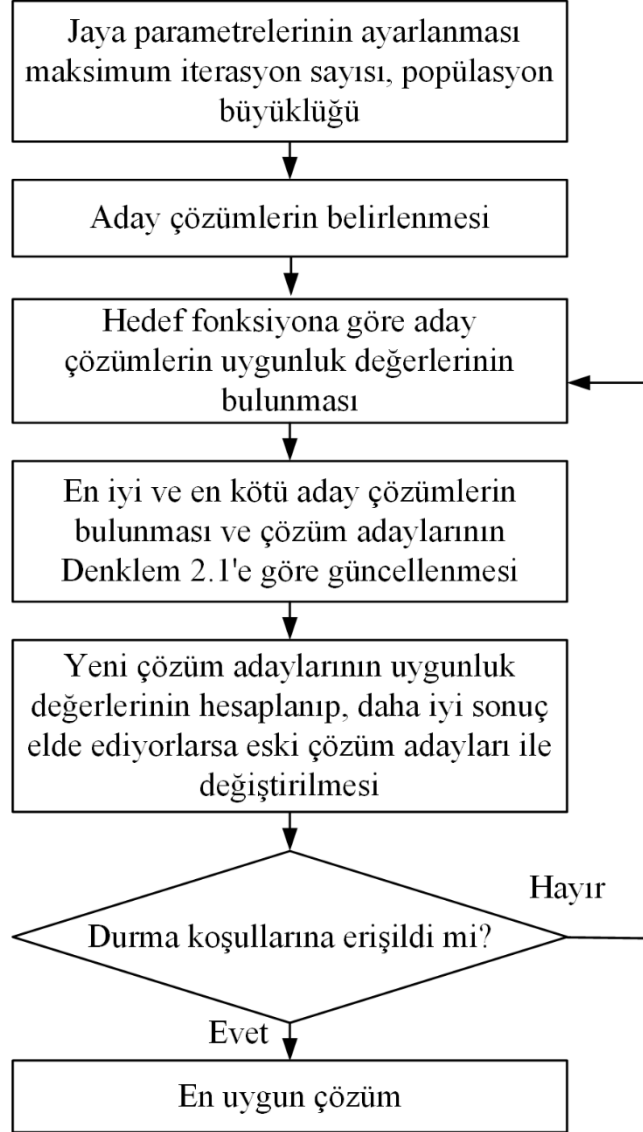 Jaya parametrelerinin ayarlanması
maksimum iterasyon sayısı, popülasyon
büyüklüğü
Aday çözümlerin belirlenmesi
Hedef fonksiyona göre aday
çözümlerin uygunluk değerlerinin
bulunması
En iyi ve en kötü aday çözümlerin
bulunması ve çözüm adaylarının
Denklem 2.1'e göre güncellenmesi
Yeni çözüm adaylarının uygunluk
değerlerinin hesaplanıp, daha iyi sonuç
elde ediyorlarsa eski çözüm adayları ile
değiştirilmesi
Durma koşullarına erişildi mi?
Hayır
Evet
En uygun çözüm